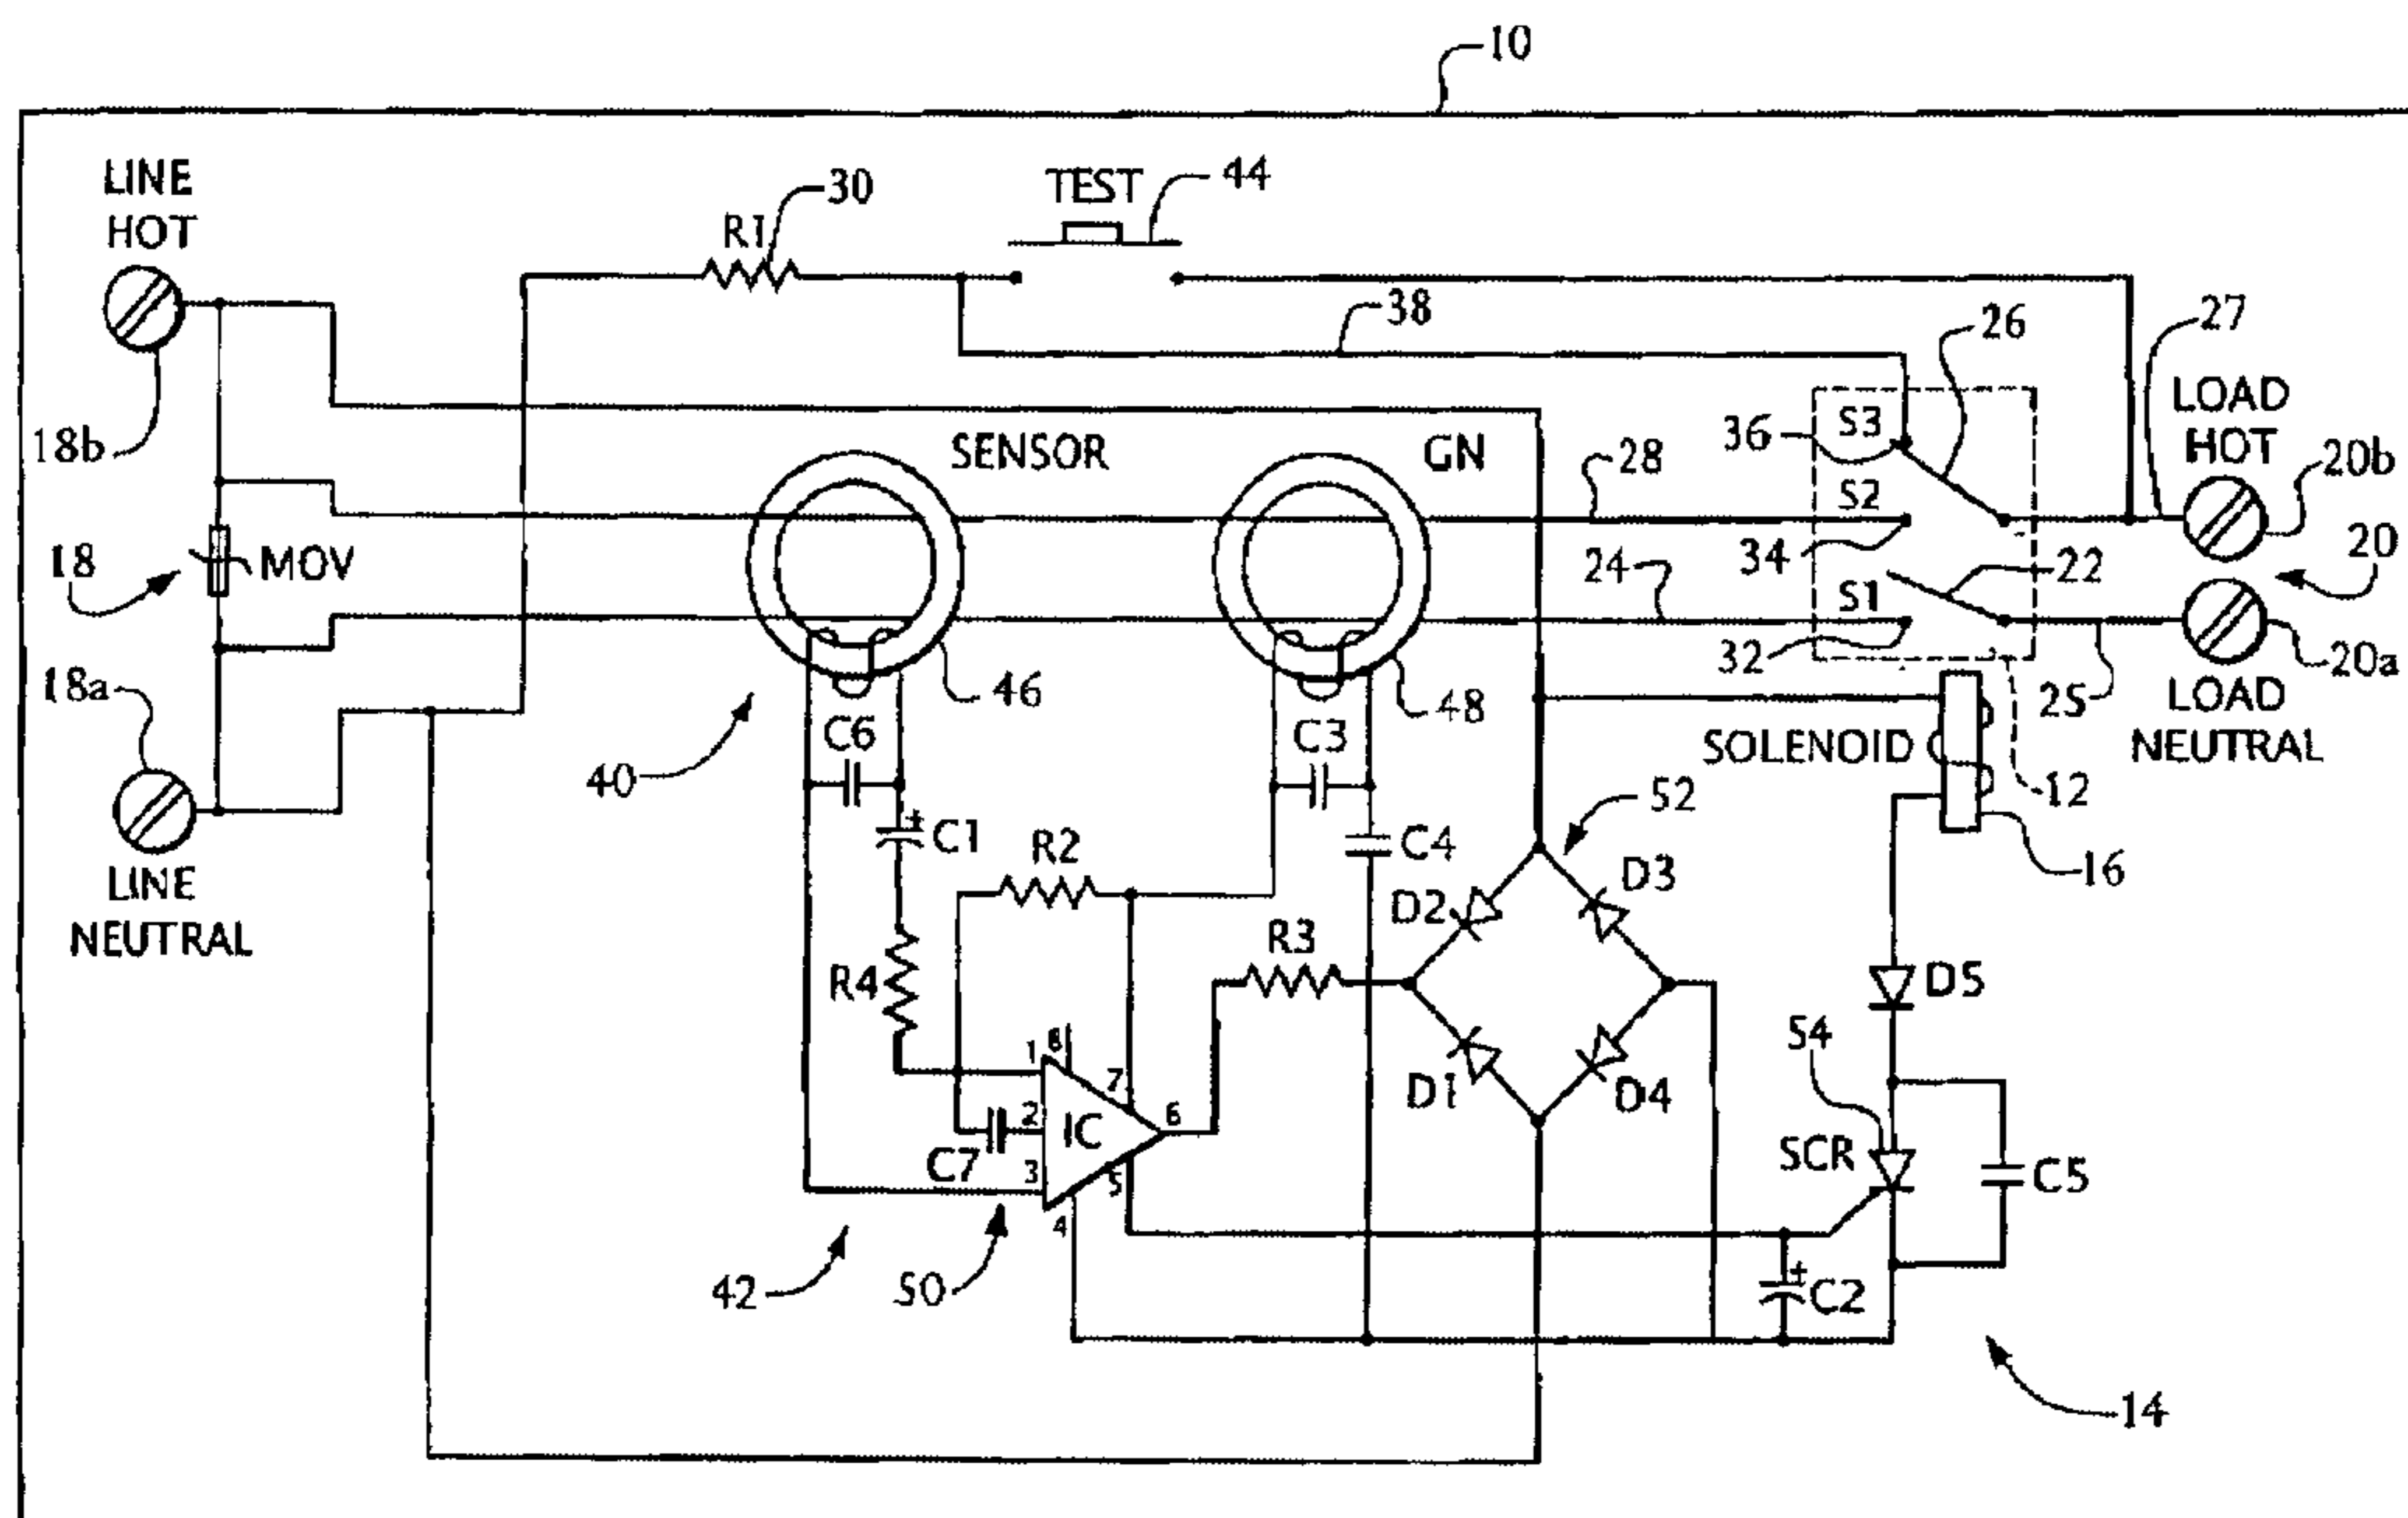 10
LINE
HOT
R1
30
TEST
44
38
26
27
LOAD
HOT
18b
SENSOR
GN
28
36
S3
S2
20b
18
MOV
34
24
22
20
S1
32
20a
18a
46
48
25
LOAD
NEUTRAL
40
C6
C3
SOLENOID
12
52
C1
R2
C4
D3
16
LINE
NEUTRAL
D2
R3
R4
D5
54
1
8
7
6
2
IC
D1
D4
C7
3
5
SCR
C5
4
42
50
C2
14